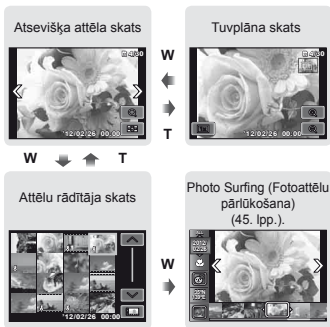 Atsevišķa attēla skats
Tuvplāna skats
4/30
4/30
W
T
'12/02/26 00:00
'12/02/26 00:00
W T
Attēlu rādītāja skats
Photo Surfing (Fotoattēlu
pārlūkošana)
(45. lpp.).
W
2012/
02/26
'12/02/26 00:00